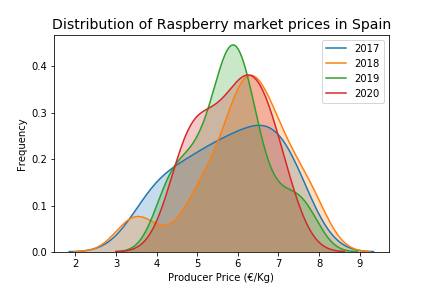 Distribution of Raspberry market prices in Spain
2017
2018
2019
2020
Frequency
0.4
0.3
0.2
0.1
0.0
2 3 4 5 6 7 8 9
Producer Price (€/Kg)